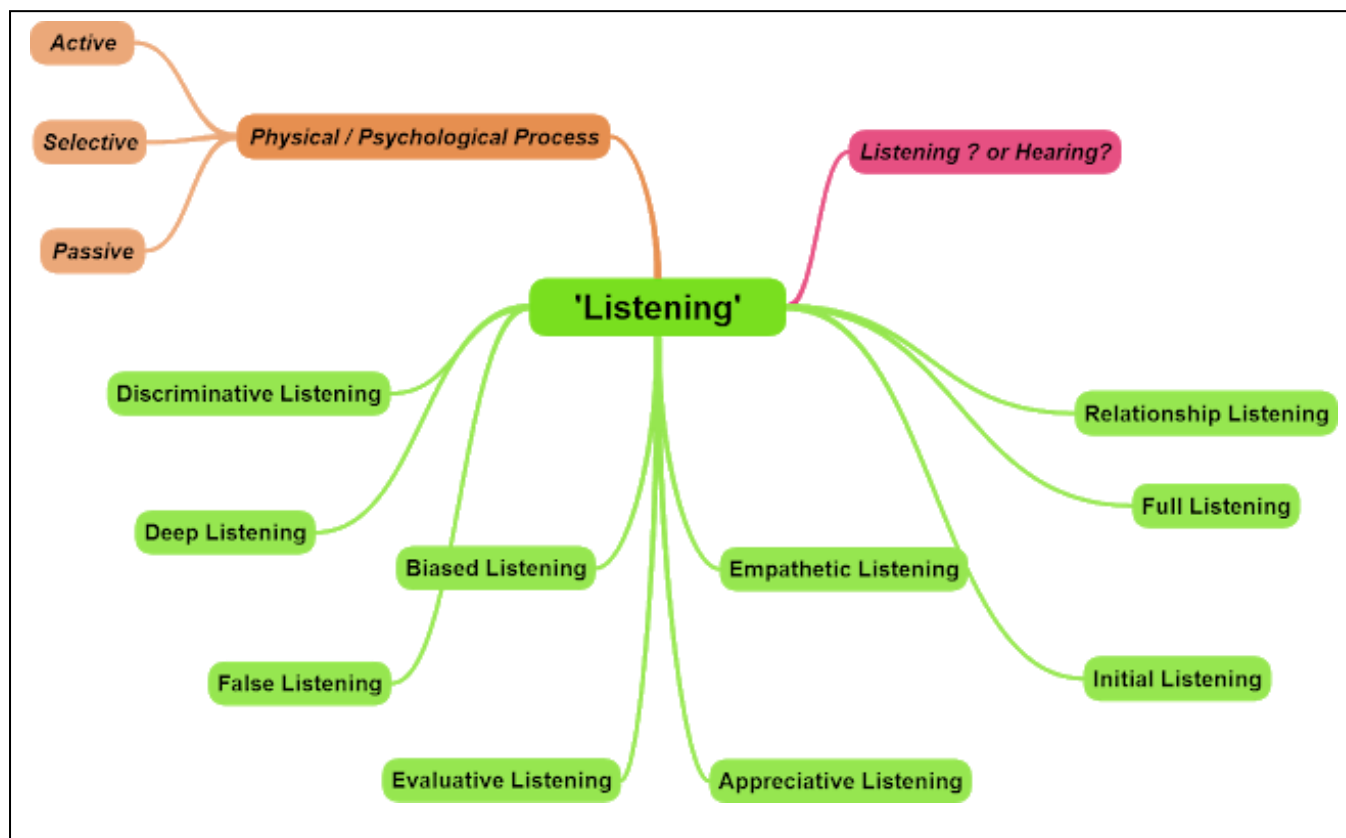 Active
Physical / Psychological Process
Selective
Listening ? or Hearing?
Passive
'Listening'
Discriminative Listening
Relationship Listening
Full Listening
Deep Listening
Biased Listening
Empathetic Listening
False Listening
Initial Listening
Evaluative Listening
Appreciative Listening